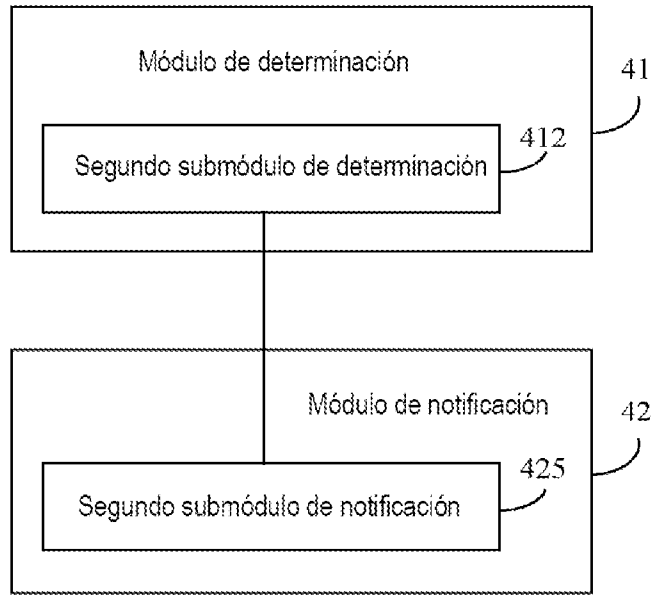 Módulo de determinación
41
Segundo submódulo de determinación
412
Módulo de notificación
42
Segundo submódulo de notificación
425